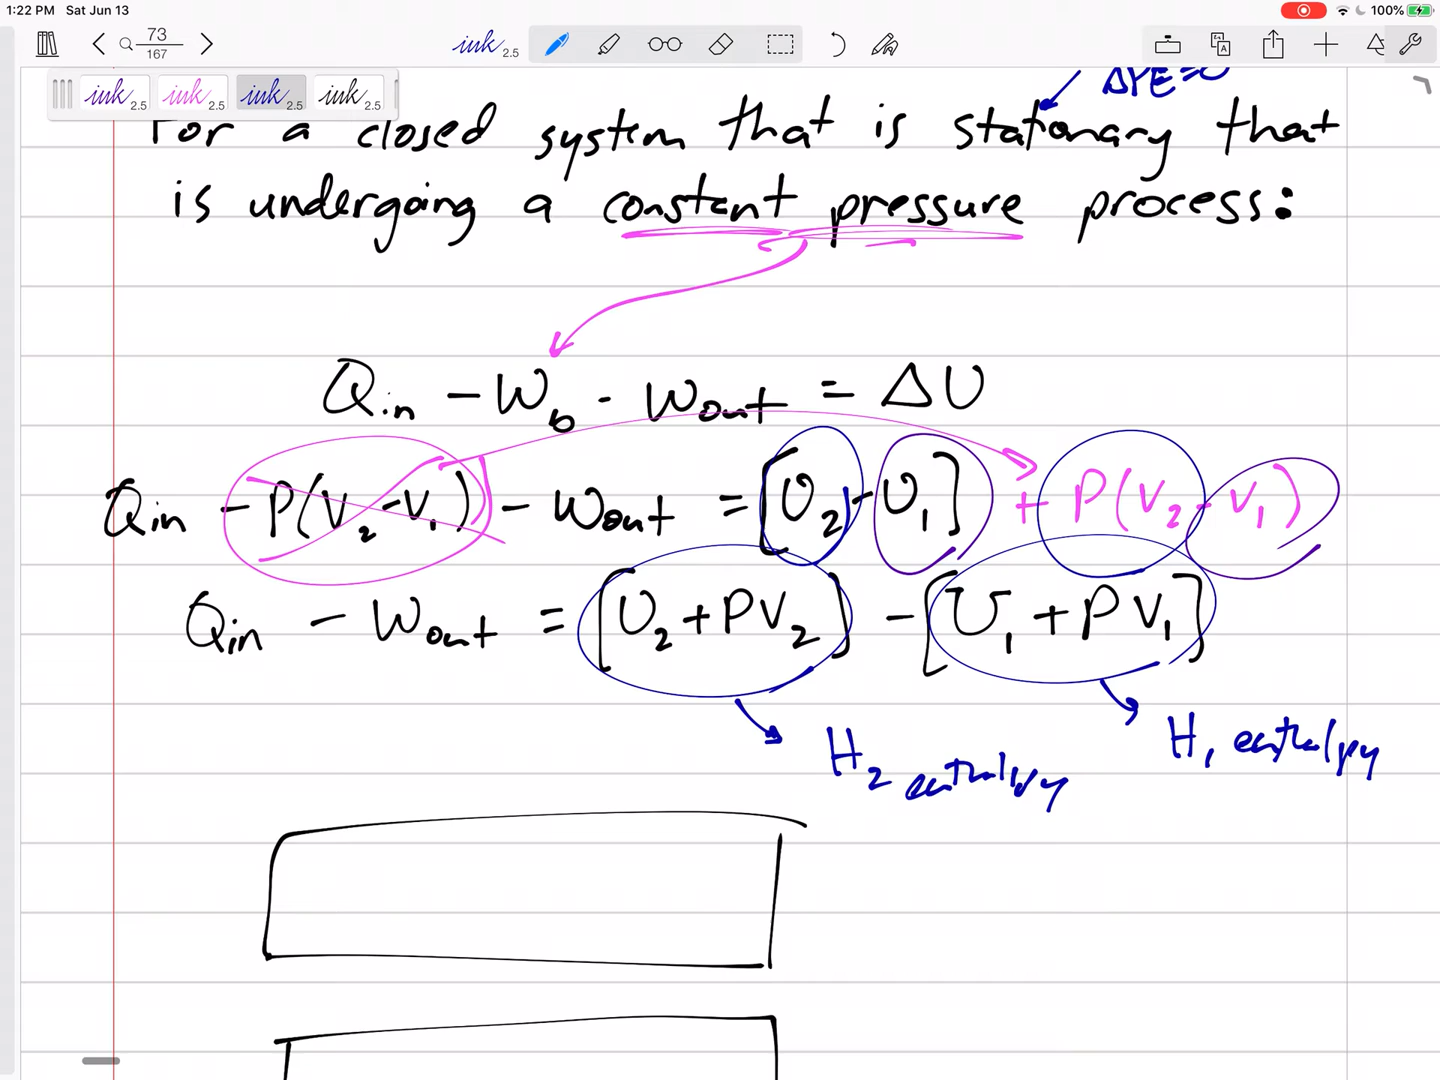 1:22 PM Sat Jun 13
100%
73
167
ink 2.5
ink 2.5 ink 2.5 ink 2.5 ink 2.5
For a closed system that is stationary that
is undergoing a constant pressure process:
Qin - Wb - Wout = ΔU
Qin - P(V2 - V1) - Wout = [U2 - U1] + P(V2 - V1)
Qin - Wout = [U2 + PV2] - [U1 + PV1]
H1 enthalpy
H2 enthalpy